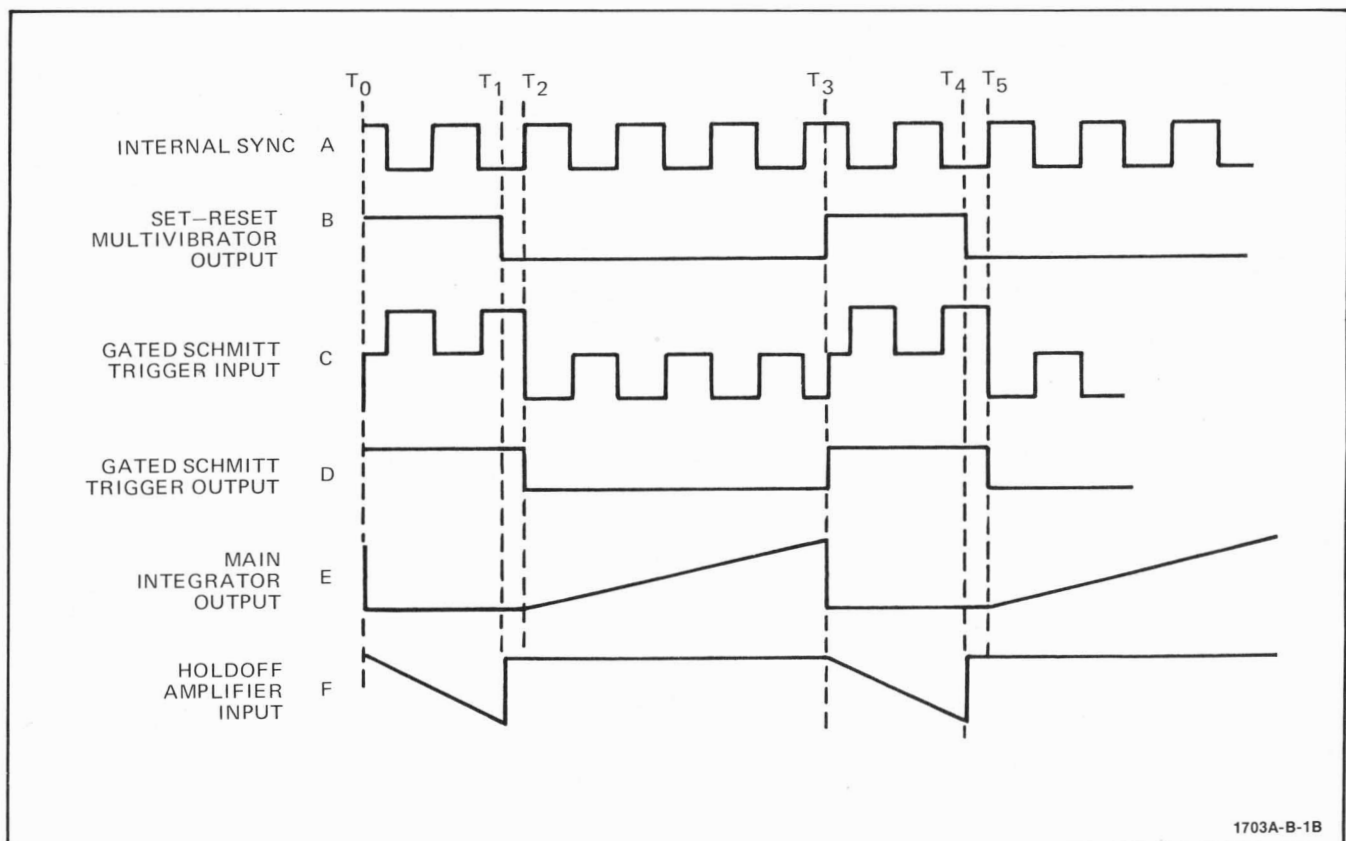 T0 T1 T2 T3 T4 T5
INTERNAL SYNC A
SET–RESET
MULTIVIBRATOR
OUTPUT
B
GATED SCHMITT
TRIGGER INPUT
C
GATED SCHMITT
TRIGGER OUTPUT
D
MAIN
INTEGRATOR
OUTPUT
E
HOLDOFF
AMPLIFIER
INPUT
F
1703A-B-1B